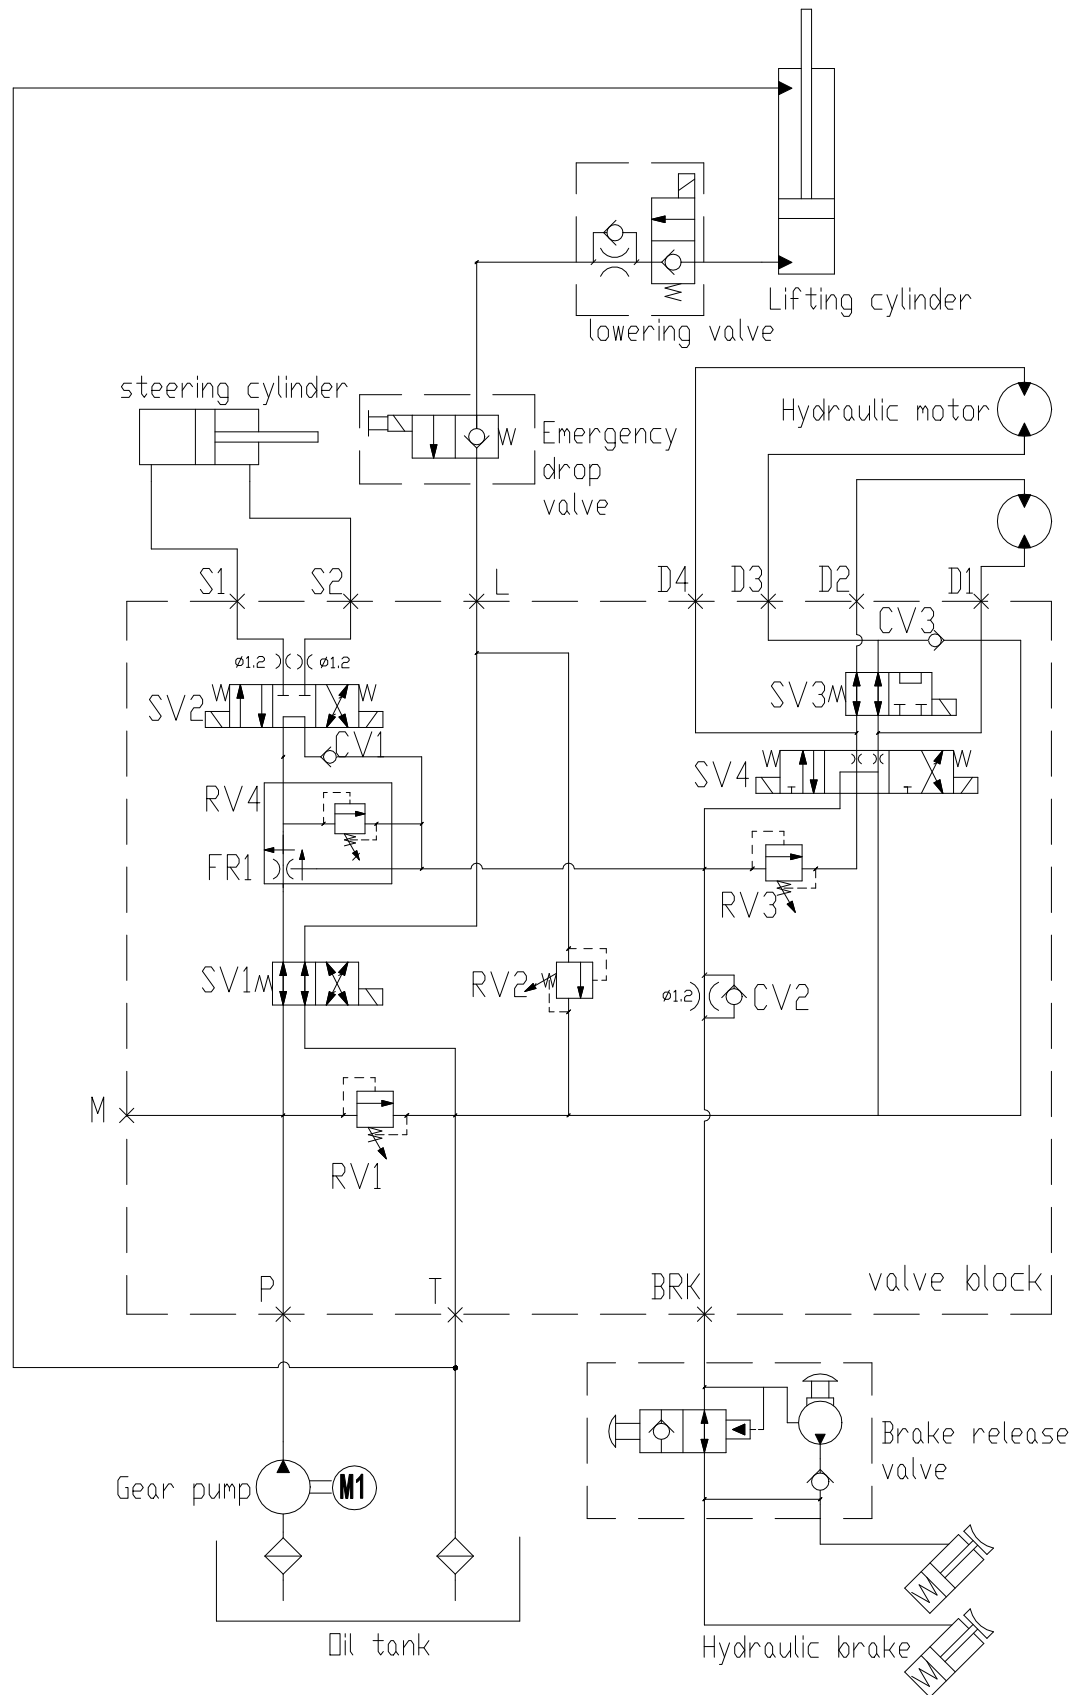 Lifting cylinder
lowering valve
steering cylinder
Hydraulic motor
Emergency
drop
valve
S1
S2
L
D4
D3
D2
D1
CV3
ø1.2
ø1.2
SV2
SV3
CV1
SV4
RV4
FR1
RV3
SV1
RV2
ø1.2
CV2
M
RV1
P
T
BRK
valve block
Brake release
valve
Gear pump
M1
Oil tank
Hydraulic brake